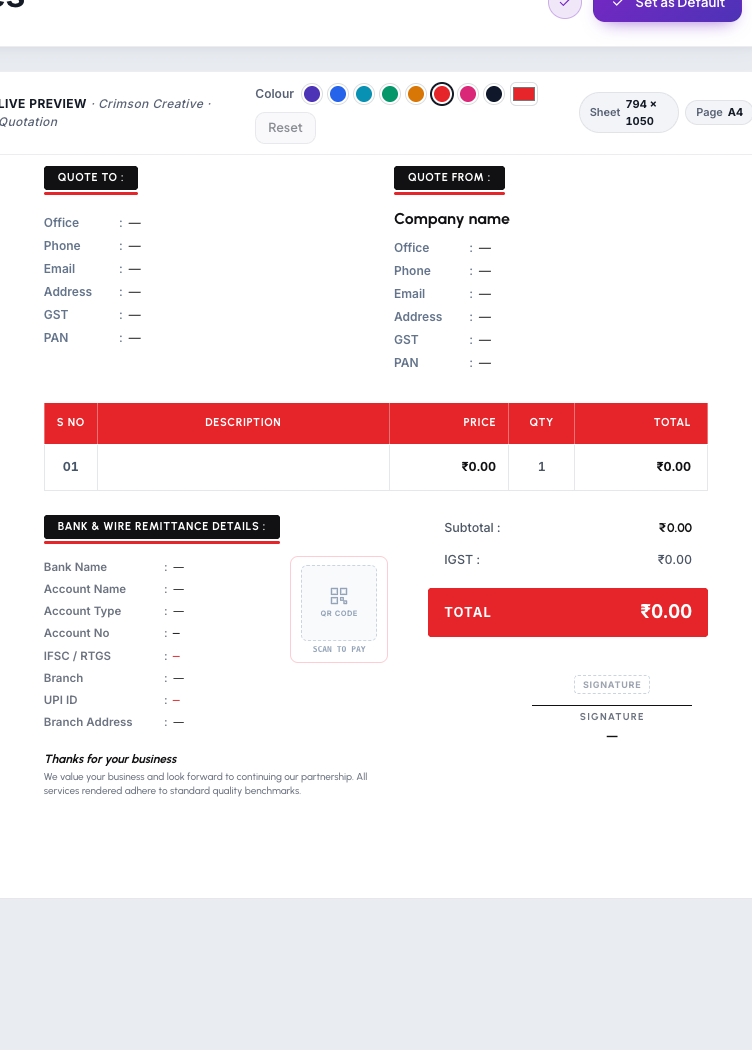 es
Set as Default
LIVE PREVIEW · Crimson Creative ·
Quotation
Colour
Reset
Sheet 794 ×
1050
Page A4
QUOTE TO :
Office : —
Phone : —
Email : —
Address : —
GST : —
PAN : —
QUOTE FROM :
Company name
Office : —
Phone : —
Email : —
Address : —
GST : —
PAN : —
S NO DESCRIPTION PRICE QTY TOTAL
01 ₹0.00 1 ₹0.00
BANK & WIRE REMITTANCE DETAILS :
Bank Name : —
Account Name : —
Account Type : —
Account No : –
IFSC / RTGS : –
Branch : —
UPI ID : –
Branch Address : —
QR CODE
SCAN TO PAY
Subtotal : ₹0.00
IGST : ₹0.00
TOTAL ₹0.00
SIGNATURE
SIGNATURE
—
Thanks for your business
We value your business and look forward to continuing our partnership. All
services rendered adhere to standard quality benchmarks.